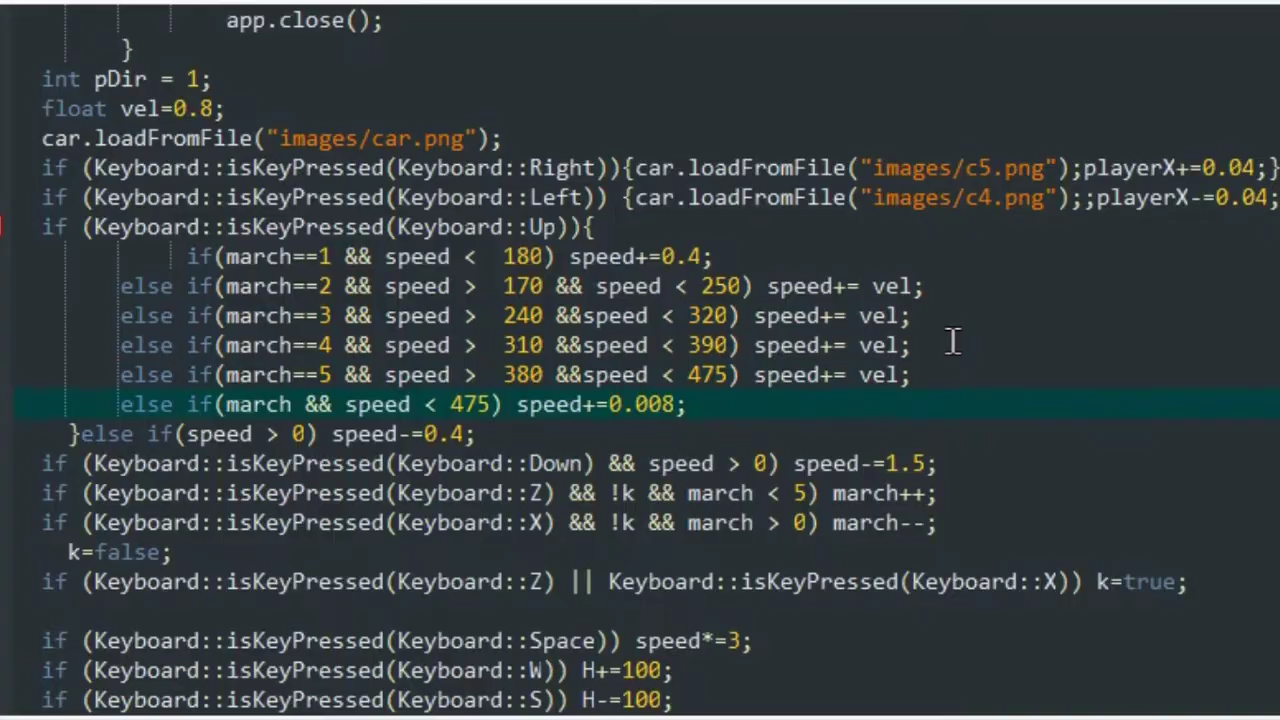 app.close();
}
int pDir = 1;
float vel=0.8;
car.loadFromFile("images/car.png");
if (Keyboard::isKeyPressed(Keyboard::Right)){car.loadFromFile("images/c5.png");playerX+=0.04;}
if (Keyboard::isKeyPressed(Keyboard::Left)) {car.loadFromFile("images/c4.png");;playerX-=0.04;
if (Keyboard::isKeyPressed(Keyboard::Up)){
if(march==1 && speed <  180) speed+=0.4;
else if(march==2 && speed >  170 && speed < 250) speed+= vel;
else if(march==3 && speed >  240 &&speed < 320) speed+= vel;
else if(march==4 && speed >  310 &&speed < 390) speed+= vel;
else if(march==5 && speed >  380 &&speed < 475) speed+= vel;
else if(march && speed < 475) speed+=0.008;
}else if(speed > 0) speed-=0.4;
if (Keyboard::isKeyPressed(Keyboard::Down) && speed > 0) speed-=1.5;
if (Keyboard::isKeyPressed(Keyboard::Z) && !k && march < 5) march++;
if (Keyboard::isKeyPressed(Keyboard::X) && !k && march > 0) march--;
k=false;
if (Keyboard::isKeyPressed(Keyboard::Z) || Keyboard::isKeyPressed(Keyboard::X)) k=true;
if (Keyboard::isKeyPressed(Keyboard::Space)) speed*=3;
if (Keyboard::isKeyPressed(Keyboard::W)) H+=100;
if (Keyboard::isKeyPressed(Keyboard::S)) H-=100;